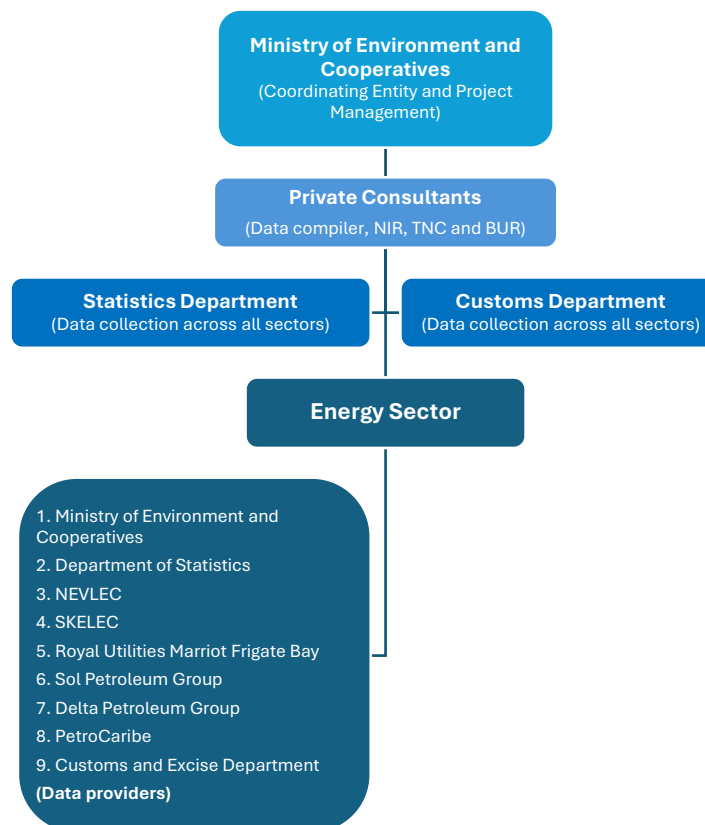 Ministry of Environment and
Cooperatives
(Coordinating Entity and Project
Management)
Private Consultants
(Data compiler, NIR, TNC and BUR)
Statistics Department
(Data collection across all sectors)
Customs Department
(Data collection across all sectors)
Energy Sector
1. Ministry of Environment and
Cooperatives
2. Department of Statistics
3. NEVLEC
4. SKELEC
5. Royal Utilities Marriot Frigate Bay
6. Sol Petroleum Group
7. Delta Petroleum Group
8. PetroCaribe
9. Customs and Excise Department
(Data providers)